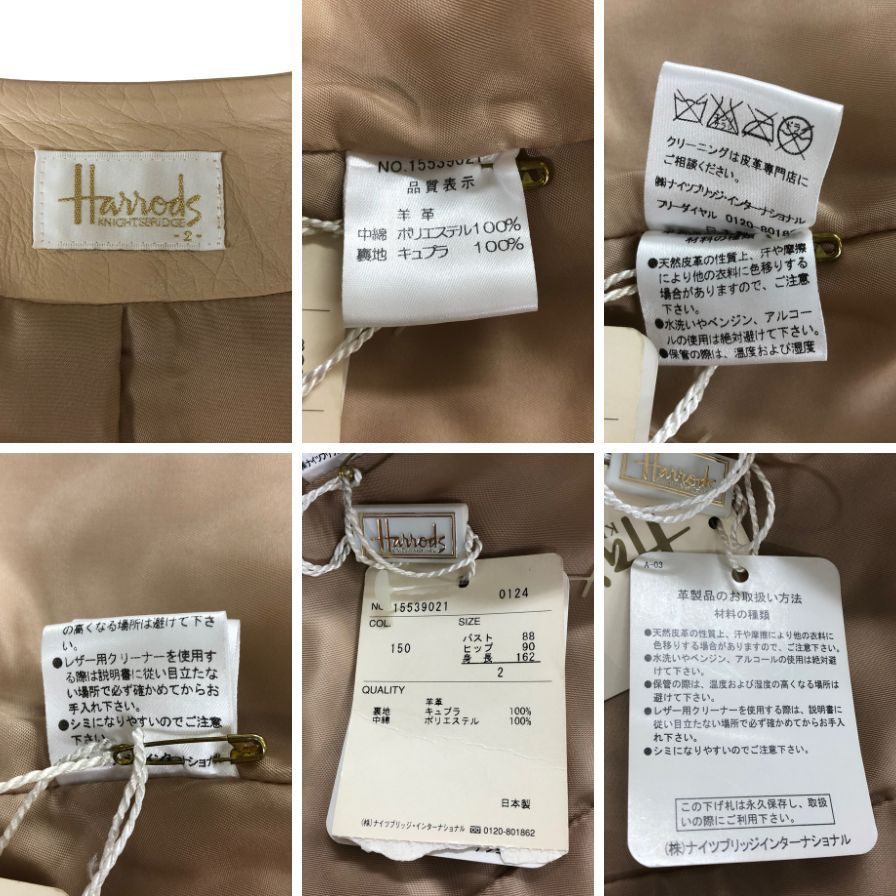 Harrods
KNIGHTSBRIDGE
-2-
NO.15539021
品質表示
羊革
中綿 ポリエステル100%
裏地 キュプラ 100%
クリーニングは皮革専門店に
ご相談ください。
㈱ナイツブリッジ・インターナショナル
フリーダイヤル 0120-801862
材料の種類
●天然皮革の性質上、汗や摩擦
により他の衣料に色移りする
場合がありますので、ご注意
下さい。
●水洗いやベンジン、アルコー
ルの使用は絶対避けて下さい。
●保管の際は、温度および湿度
の高くなる場所は避けて下さ
い。
●レザー用クリーナーを使用す
る際は説明書に従い目立たな
い場所で必ず確かめてからお
手入れ下さい。
●シミになりやすいのでご注意
下さい。
インターナショナル
Harrods
NO. 15539021 0124
COL. SIZE
150
バスト 88
ヒップ 90
身長 162
2
QUALITY
羊革
裏地 キュプラ 100%
中綿 ポリエステル 100%
日本製
(株)ナイツブリッジ・インターナショナル 0120-801862
Harrods
A-03
革製品のお取扱い方法
材料の種類
●天然皮革の性質上、汗や摩擦により他の衣料に
色移りする場合がありますので、ご注意下さい。
●水洗いやベンジン、アルコールの使用は絶対避
けて下さい。
●保管の際は、温度および湿度の高くなる場所は
避けて下さい。
●レザー用クリーナーを使用する際は、説明書
に従い目立たない場所で必ず確かめてからお手入
れ下さい。
●シミになりやすいのでご注意下さい。
この下げ札は永久保存し、取扱
いの際にご利用下さい。
(株)ナイツブリッジインターナショナル